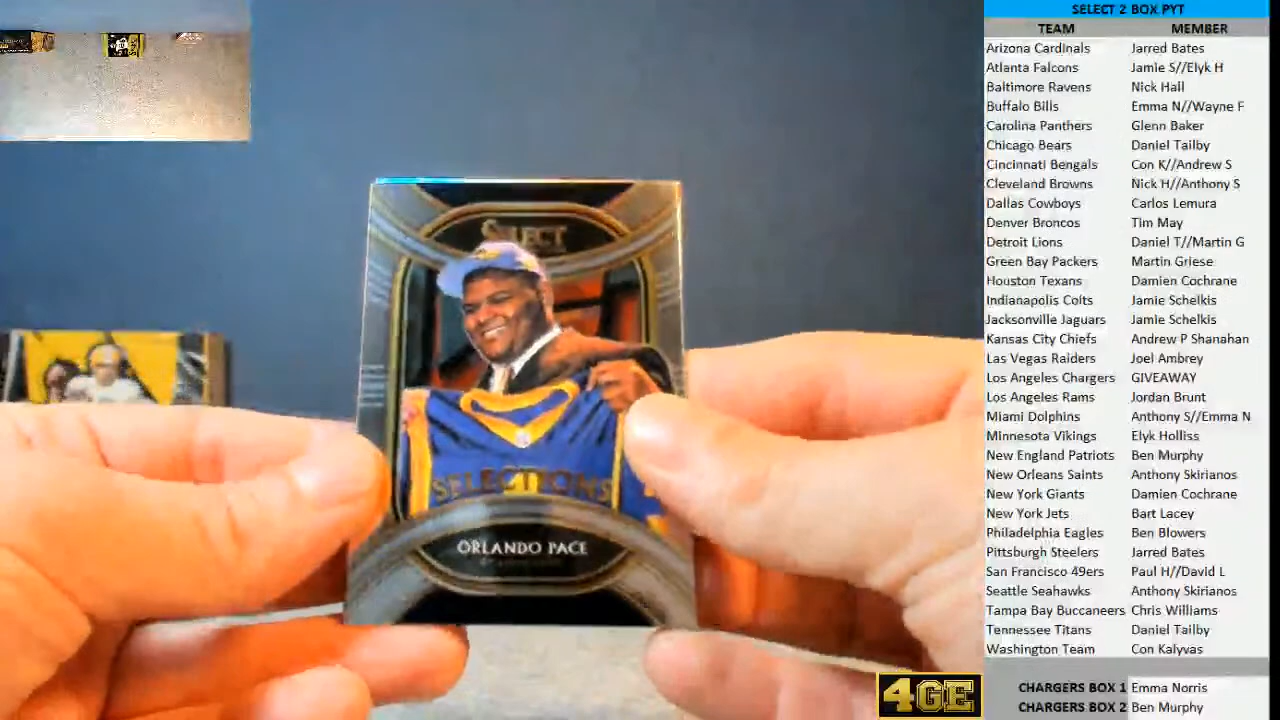 SELECT
SELECTIONS
ORLANDO PACE
SELECT 2 BOX PYT
TEAM MEMBER
Arizona Cardinals Jarred Bates
Atlanta Falcons Jamie S//Elyk H
Baltimore Ravens Nick Hall
Buffalo Bills Emma N//Wayne F
Carolina Panthers Glenn Baker
Chicago Bears Daniel Tailby
Cincinnati Bengals Con K//Andrew S
Cleveland Browns Nick H//Anthony S
Dallas Cowboys Carlos Lemura
Denver Broncos Tim May
Detroit Lions Daniel T//Martin G
Green Bay Packers Martin Griese
Houston Texans Damien Cochrane
Indianapolis Colts Jamie Schelkis
Jacksonville Jaguars Jamie Schelkis
Kansas City Chiefs Andrew P Shanahan
Las Vegas Raiders Joel Ambrey
Los Angeles Chargers GIVEAWAY
Los Angeles Rams Jordan Brunt
Miami Dolphins Anthony S//Emma N
Minnesota Vikings Elyk Holliss
New England Patriots Ben Murphy
New Orleans Saints Anthony Skirianos
New York Giants Damien Cochrane
New York Jets Bart Lacey
Philadelphia Eagles Ben Blowers
Pittsburgh Steelers Jarred Bates
San Francisco 49ers Paul H//David L
Seattle Seahawks Anthony Skirianos
Tampa Bay Buccaneers Chris Williams
Tennessee Titans Daniel Tailby
Washington Team Con Kalyvas
CHARGERS BOX 1 Emma Norris
CHARGERS BOX 2 Ben Murphy
4GE